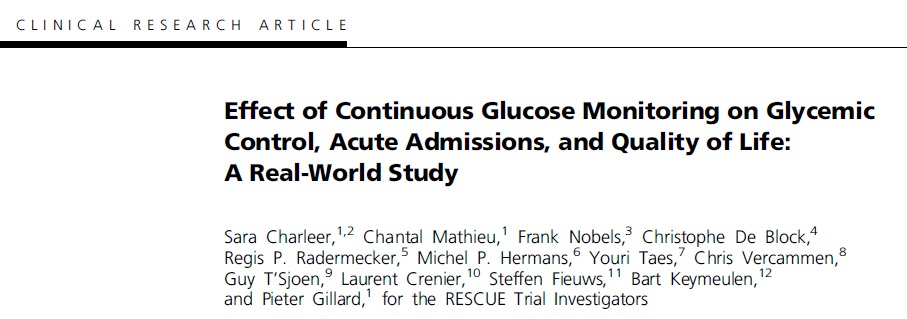 CLINICAL RESEARCH ARTICLE
Effect of Continuous Glucose Monitoring on Glycemic
Control, Acute Admissions, and Quality of Life:
A Real-World Study
Sara Charleer,1,2 Chantal Mathieu,1 Frank Nobels,3 Christophe De Block,4
Regis P. Radermecker,5 Michel P. Hermans,6 Youri Taes,7 Chris Vercammen,8
Guy T'Sjoen,9 Laurent Crenier,10 Steffen Fieuws,11 Bart Keymeulen,12
and Pieter Gillard,1 for the RESCUE Trial Investigators